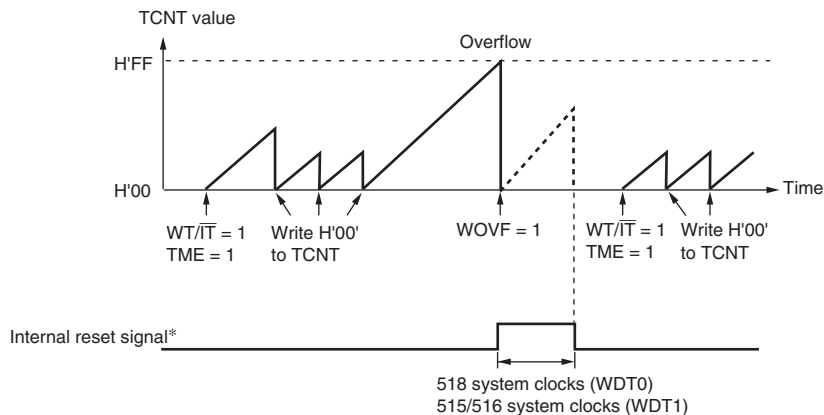 TCNT value
Overflow
H'FF
H'00
Time
WT/IT = 1
TME = 1
Write H'00'
to TCNT
WOVF = 1
WT/IT = 1
TME = 1
Write H'00'
to TCNT
Internal reset signal*
518 system clocks (WDT0)
515/516 system clocks (WDT1)